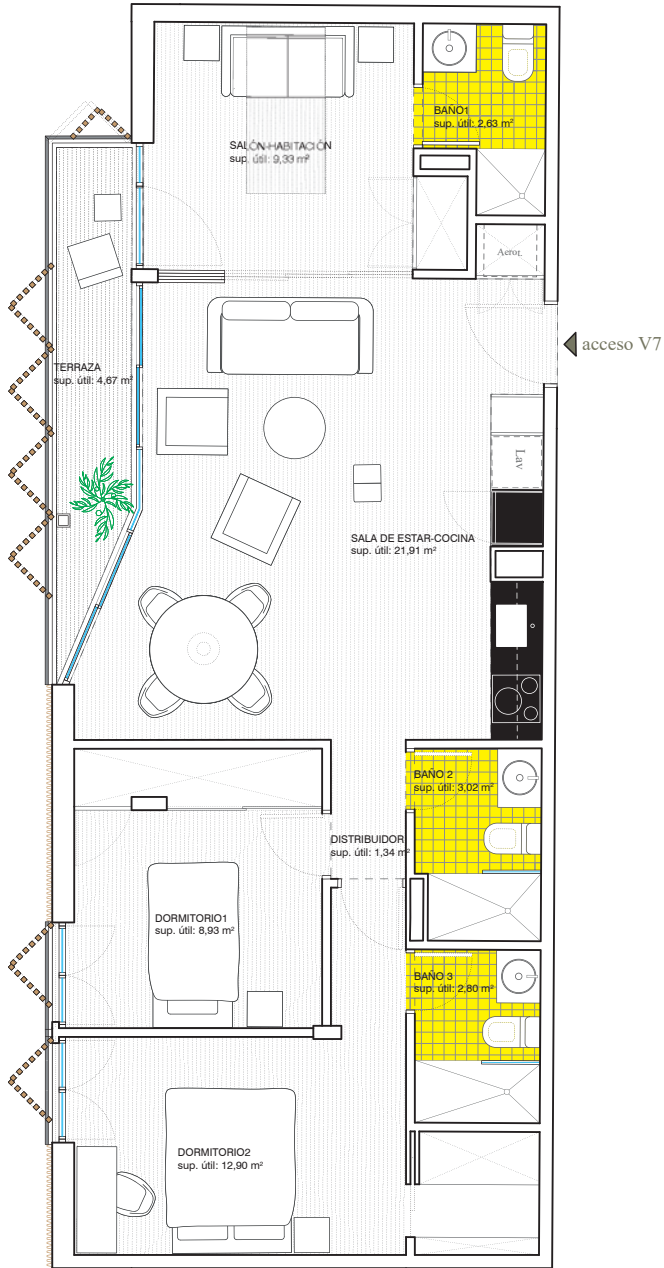 BAÑO1
sup. útil: 2,63 m²
SALÓN-HABITACIÓN
sup. útil: 9,33 m²
Aerot.
acceso V7
TERRAZA
sup. útil: 4,67 m²
Lav
SALA DE ESTAR-COCINA
sup. útil: 21,91 m²
BAÑO 2
sup. útil: 3,02 m²
DISTRIBUIDOR
sup. útil: 1,34 m²
DORMITORIO1
sup. útil: 8,93 m²
BAÑO 3
sup. útil: 2,80 m²
DORMITORIO2
sup. útil: 12,90 m²